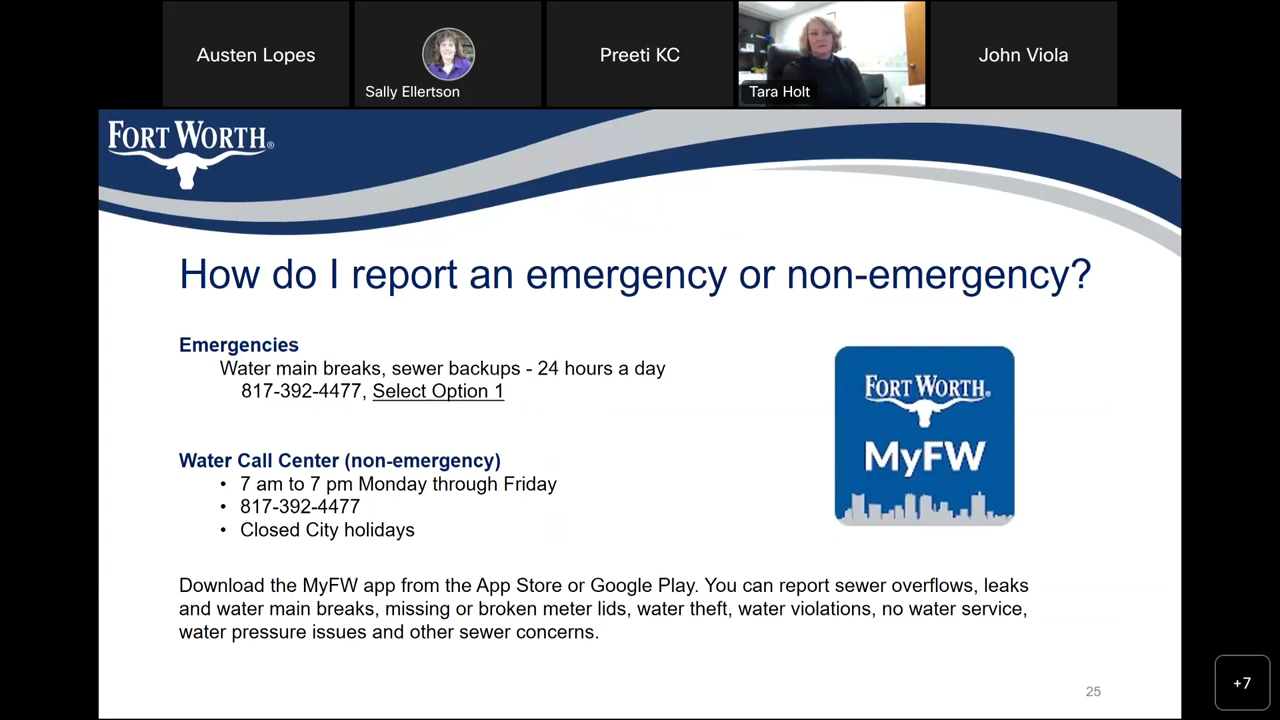 Austen Lopes
Sally Ellertson
Preeti KC
Tara Holt
John Viola
FORT WORTH®
How do I report an emergency or non-emergency?
Emergencies
Water main breaks, sewer backups - 24 hours a day
817-392-4477, Select Option 1
Water Call Center (non-emergency)
• 7 am to 7 pm Monday through Friday
• 817-392-4477
• Closed City holidays
FORT WORTH®
MyFW
Download the MyFW app from the App Store or Google Play. You can report sewer overflows, leaks
and water main breaks, missing or broken meter lids, water theft, water violations, no water service,
water pressure issues and other sewer concerns.
25
+7